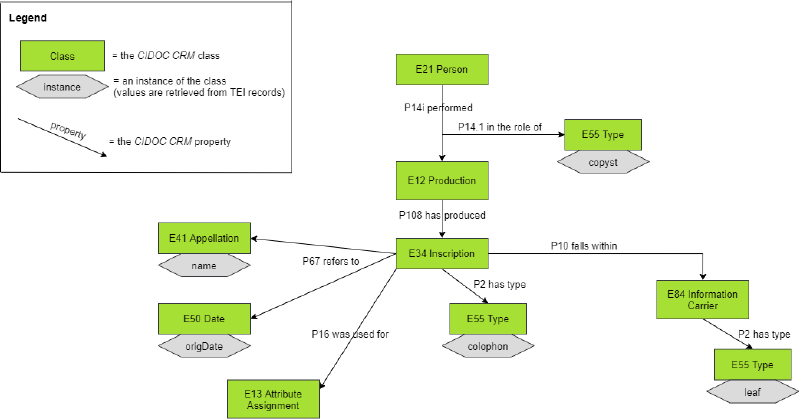 Legend
Class
= the CIDOC CRM class
instance
= an instance of the class
(values are retrieved from TEI records)
property
= the CIDOC CRM property
E21 Person
P14i performed
P14.1 in the role of
E55 Type
copyst
E12 Production
P108 has produced
E41 Appellation
name
P67 refers to
E34 Inscription
P10 falls within
P2 has type
E84 Information
Carrier
E50 Date
origDate
P16 was used for
E55 Type
colophon
P2 has type
E55 Type
leaf
E13 Attribute
Assignment